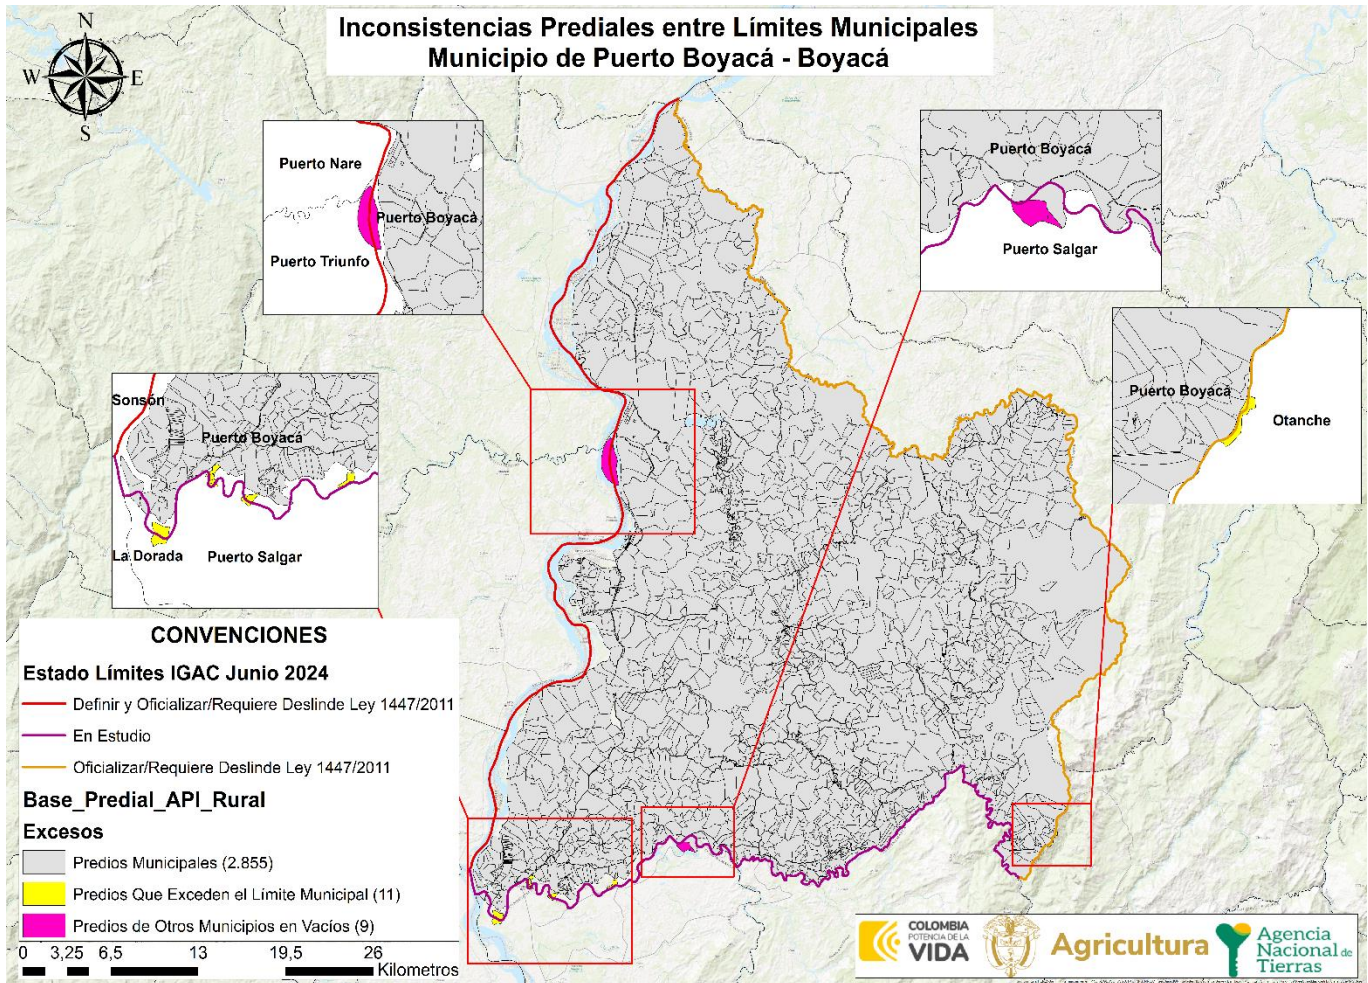 Inconsistencias Prediales entre Límites Municipales
Municipio de Puerto Boyacá - Boyacá
N
W
E
S
Puerto Nare
Puerto Boyacá
Puerto Triunfo
Puerto Boyacá
Puerto Salgar
Puerto Boyacá
Otanche
Sonsón
Puerto Boyacá
La Dorada
Puerto Salgar
CONVENCIONES
Estado Límites IGAC Junio 2024
Definir y Oficializar/Requiere Deslinde Ley 1447/2011
En Estudio
Oficializar/Requiere Deslinde Ley 1447/2011
Base_Predial_API_Rural
Excesos
Predios Municipales (2.855)
Predios Que Exceden el Límite Municipal (11)
Predios de Otros Municipios en Vacíos (9)
0 3,25 6,5 13 19,5 26
Kilometros
COLOMBIA
POTENCIA DE LA
VIDA
Agricultura
Agencia
Nacional de
Tierras